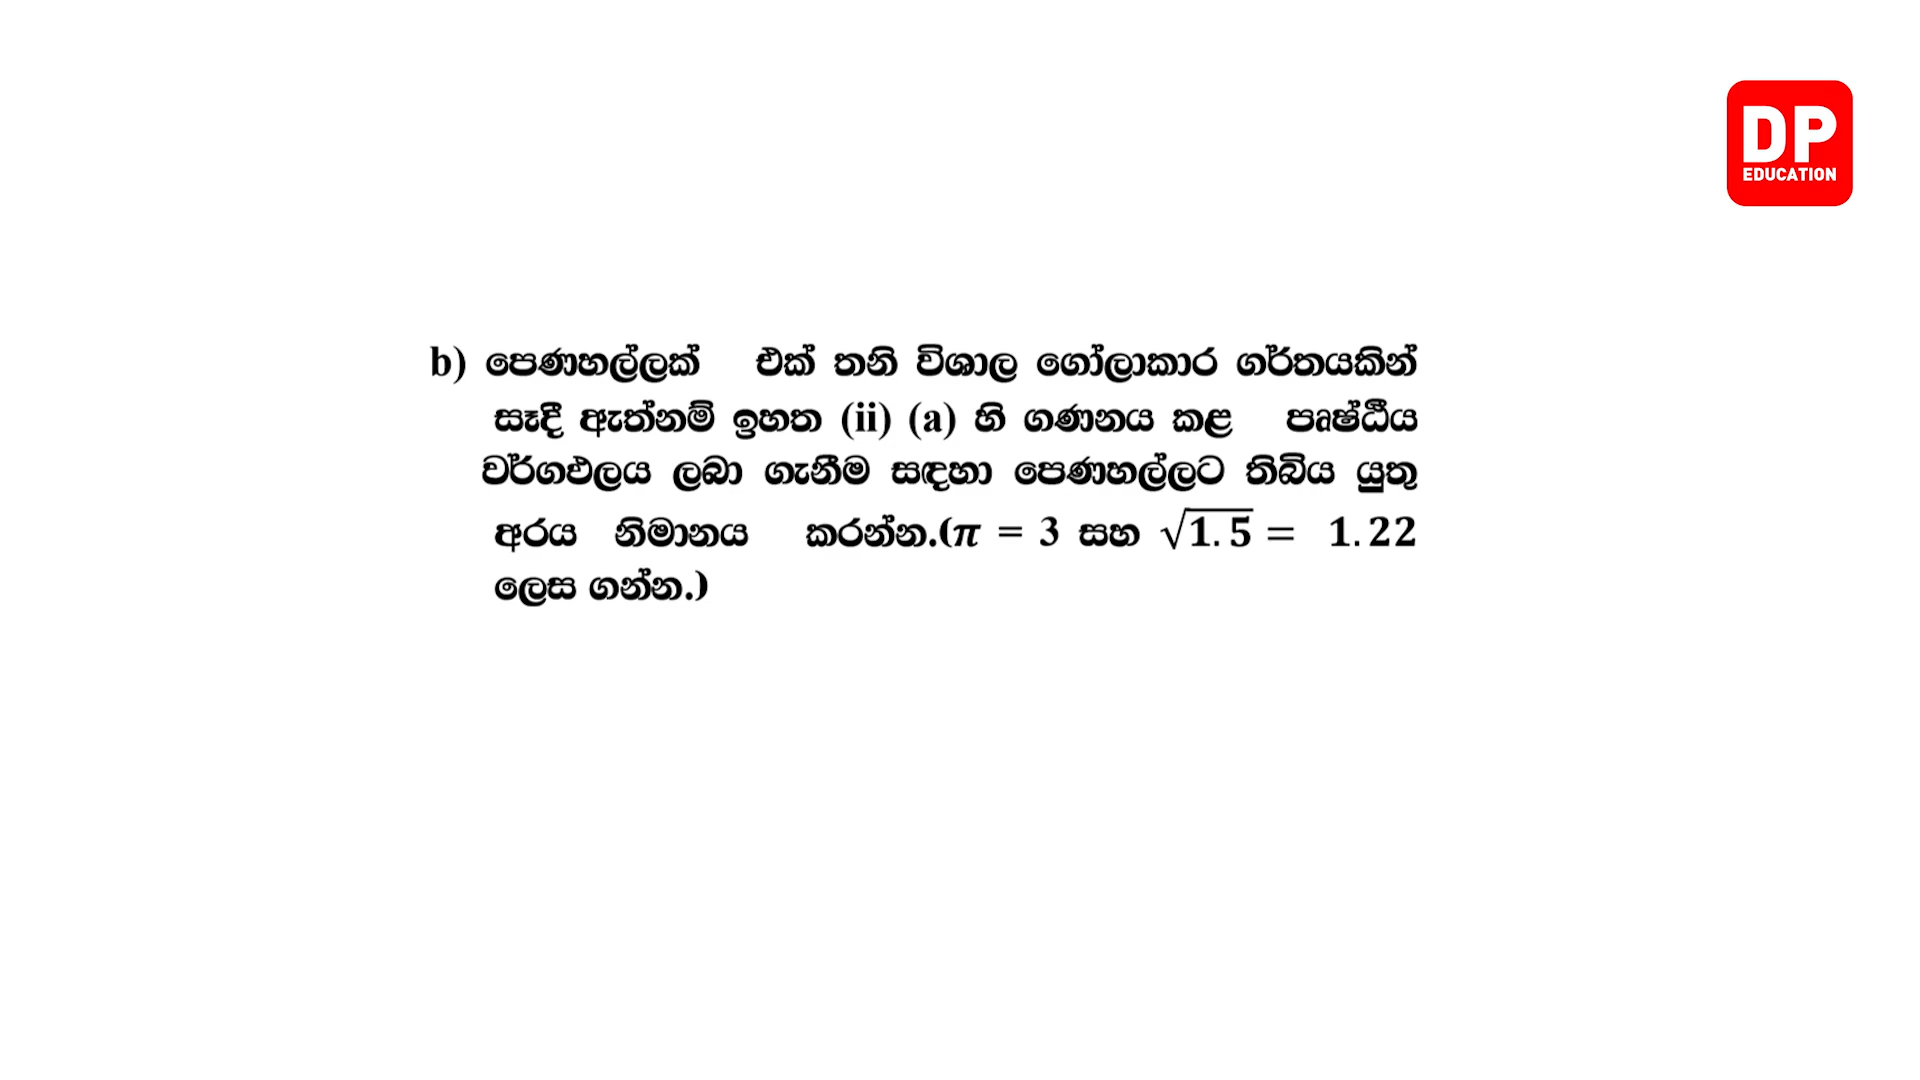 DP
EDUCATION
b) පෙණහල්ලක් එක් තනි විශාල ගෝලාකාර ගර්තයකින්
සෑදී ඇත්නම් ඉහත (ii) (a) හි ගණනය කළ පෘෂ්ඨීය
වර්ගඵලය ලබා ගැනීම සඳහා පෙණහල්ලට තිබිය යුතු
අරය නිමානය කරන්න.(π = 3 සහ √1.5 = 1.22
ලෙස ගන්න.)